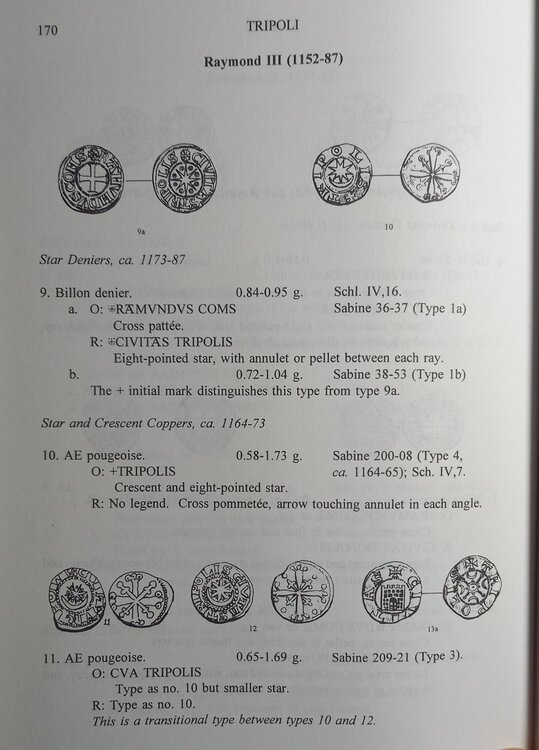 170
TRIPOLI
Raymond III (1152-87)
9a
10
Star Deniers, ca. 1173-87
9. Billon denier. 0.84-0.95 g. Schl. IV,16.
a. O: ⁜RAMVNDVS COMS Sabine 36-37 (Type 1a)
Cross pattée.
R: ⁜CIVITAS TRIPOLIS
Eight-pointed star, with annulet or pellet between each ray.
b. 0.72-1.04 g. Sabine 38-53 (Type 1b)
The + initial mark distinguishes this type from type 9a.
Star and Crescent Coppers, ca. 1164-73
10. AE pougeoise. 0.58-1.73 g. Sabine 200-08 (Type 4,
O: +TRIPOLIS ca. 1164-65); Sch. IV,7.
Crescent and eight-pointed star.
R: No legend. Cross pommetée, arrow touching annulet in each angle.
11
12
13a
11. AE pougeoise. 0.65-1.69 g. Sabine 209-21 (Type 3).
O: CVA TRIPOLIS
Type as no. 10 but smaller star.
R: Type as no. 10.
This is a transitional type between types 10 and 12.